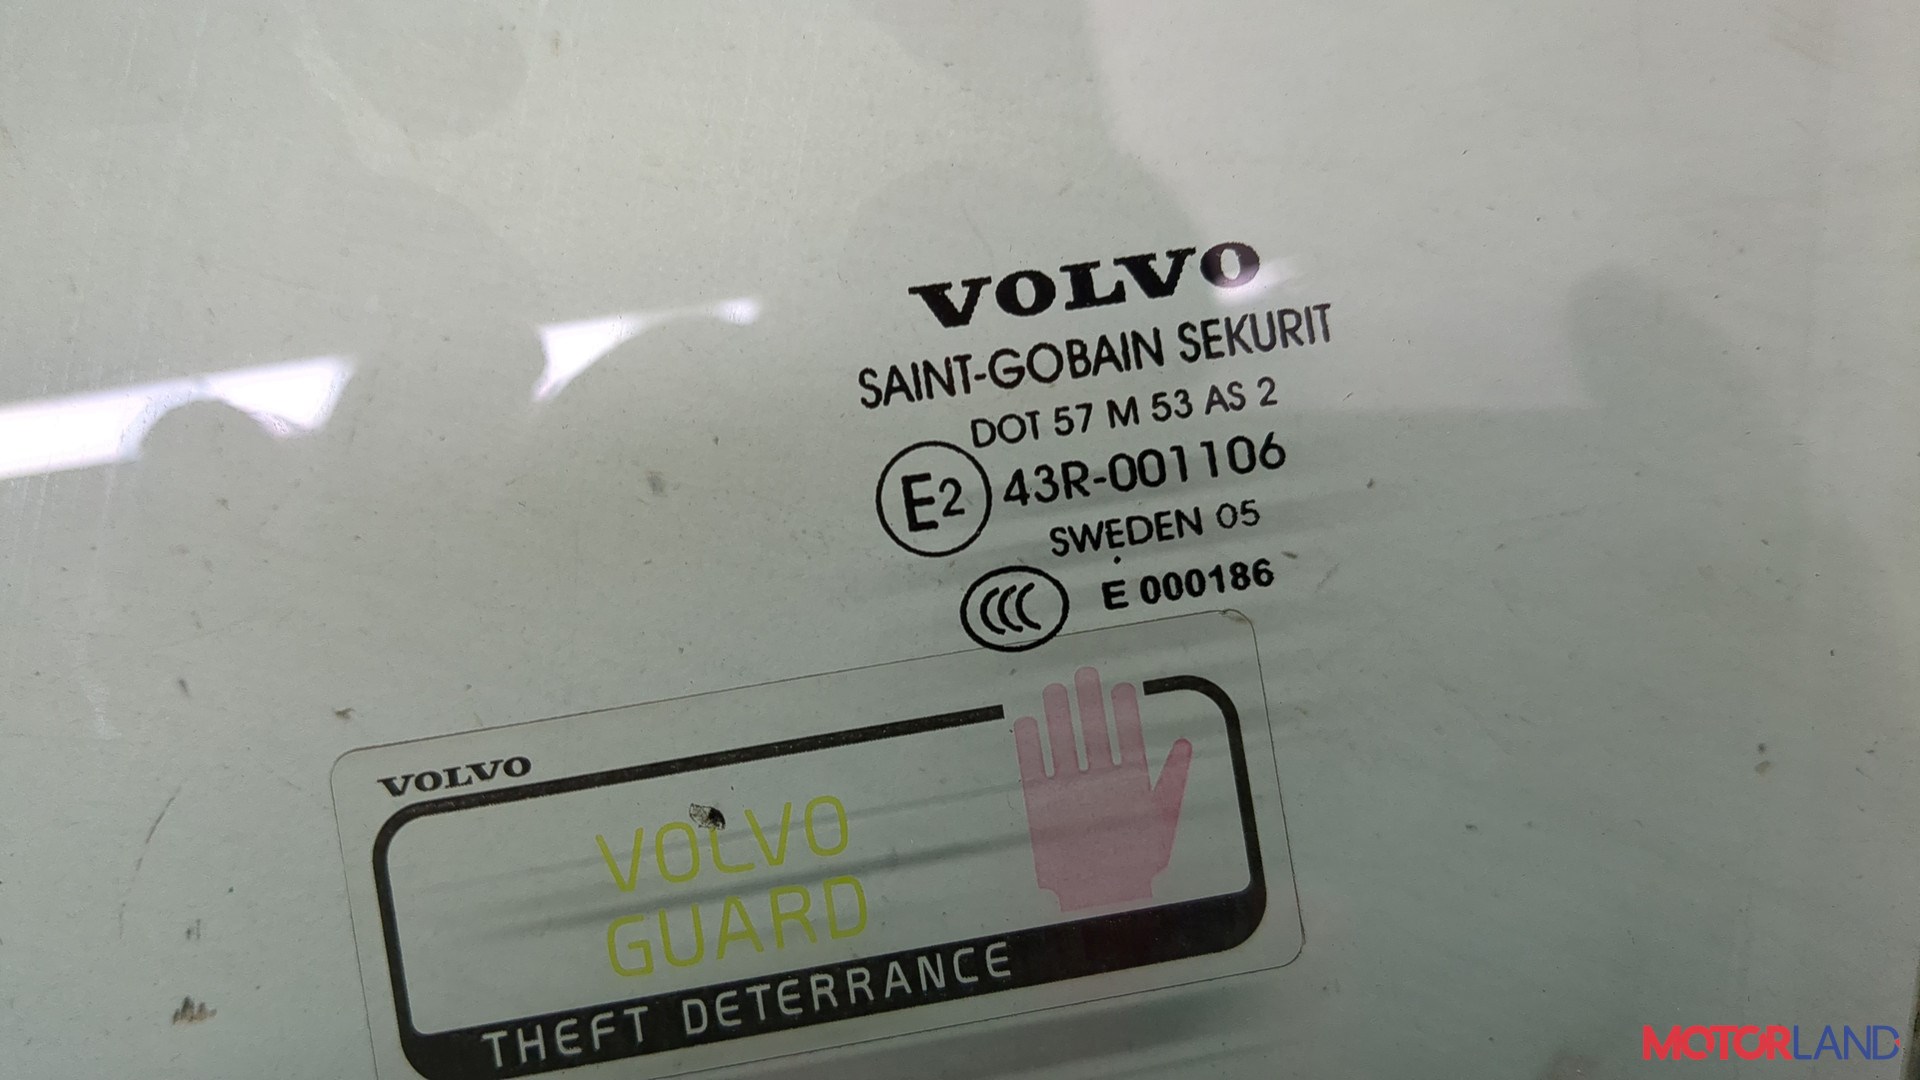 VOLVO
SAINT-GOBAIN SEKURIT
DOT 57 M 53 AS 2
E2 43R-001106
SWEDEN 05
CCC E 000186
VOLVO
VOLVO
GUARD
THEFT DETERRANCE
MOTORLAND